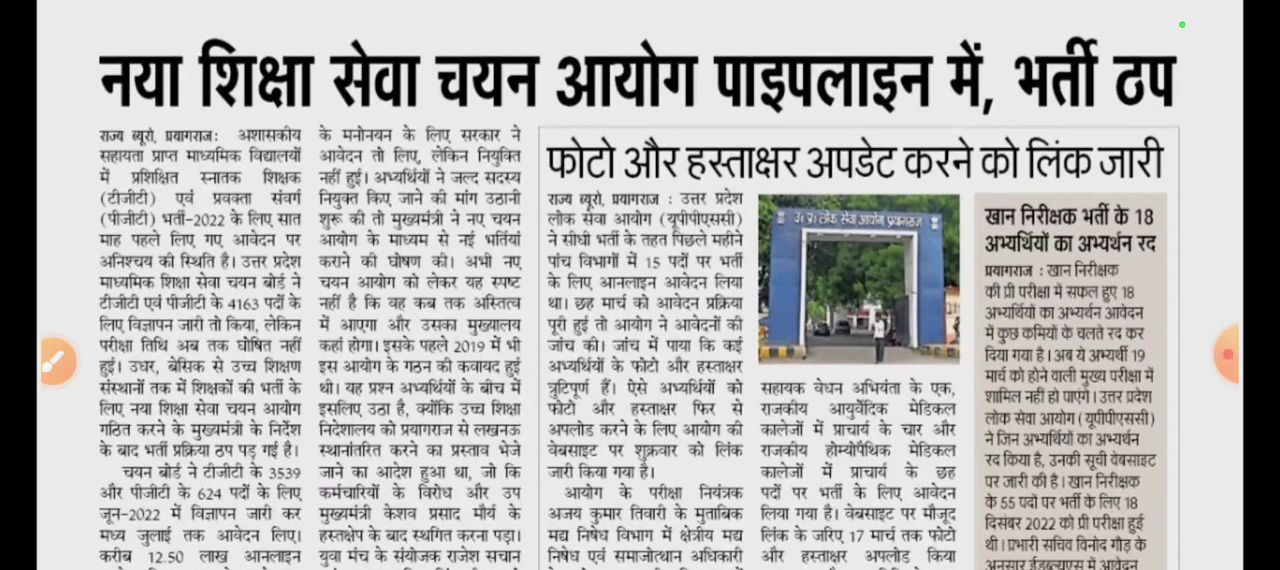 नया शिक्षा सेवा चयन आयोग पाइपलाइन में, भर्ती ठप
राज्य ब्यूरो, प्रयागराज: अशासकीय
सहायता प्राप्त माध्यमिक विद्यालयों
में प्रशिक्षित स्नातक शिक्षक
(टीजीटी) एवं प्रवक्ता संवर्ग
(पीजीटी) भर्ती-2022 के लिए सात
माह पहले लिए गए आवेदन पर
अनिश्चय की स्थिति है। उत्तर प्रदेश
माध्यमिक शिक्षा सेवा चयन बोर्ड ने
टीजीटी एवं पीजीटी के 4163 पदों के
लिए विज्ञापन जारी तो किया, लेकिन
परीक्षा तिथि अब तक घोषित नहीं
हुई। उधर, बेसिक से उच्च शिक्षण
संस्थानों तक में शिक्षकों की भर्ती के
लिए नया शिक्षा सेवा चयन आयोग
गठित करने के मुख्यमंत्री के निर्देश
के बाद भर्ती प्रक्रिया ठप पड़ गई है।
चयन बोर्ड ने टीजीटी के 3539
और पीजीटी के 624 पदों के लिए
जून-2022 में विज्ञापन जारी कर
मध्य जुलाई तक आवेदन लिए।
करीब 12.50 लाख आनलाइन
के मनोनयन के लिए सरकार ने
आवेदन तो लिए, लेकिन नियुक्ति
नहीं हुई। अभ्यर्थियों ने जल्द सदस्य
नियुक्त किए जाने की मांग उठानी
शुरू की तो मुख्यमंत्री ने नए चयन
आयोग के माध्यम से नई भर्तियां
कराने की घोषण की। अभी नए
चयन आयोग को लेकर यह स्पष्ट
नहीं है कि वह कब तक अस्तित्व
में आएगा और उसका मुख्यालय
कहां होगा। इसके पहले 2019 में भी
इस आयोग के गठन की कवायद हुई
थी। यह प्रश्न अभ्यर्थियों के बीच में
इसलिए उठा है, क्योंकि उच्च शिक्षा
निदेशालय को प्रयागराज से लखनऊ
स्थानांतरित करने का प्रस्ताव भेजे
जाने का आदेश हुआ था, जो कि
कर्मचारियों के विरोध और उप
मुख्यमंत्री केशव प्रसाद मौर्य के
हस्तक्षेप के बाद स्थगित करना पड़ा।
युवा मंच के संयोजक राजेश सचान
फोटो और हस्ताक्षर अपडेट करने को लिंक जारी
राज्य ब्यूरो, प्रयागराज : उत्तर प्रदेश
लोक सेवा आयोग (यूपीपीएससी)
ने सीधी भर्ती के तहत पिछले महीने
पांच विभागों में 15 पदों पर भर्ती
के लिए आनलाइन आवेदन लिया
था। छह मार्च को आवेदन प्रक्रिया
पूरी हुई तो आयोग ने आवेदनों की
जांच की। जांच में पाया कि कई
अभ्यर्थियों के फोटो और हस्ताक्षर
त्रुटिपूर्ण हैं। ऐसे अभ्यर्थियों को
फोटो और हस्ताक्षर फिर से
अपलोड करने के लिए आयोग की
वेबसाइट पर शुक्रवार को लिंक
जारी किया गया है।
आयोग के परीक्षा नियंत्रक
अजय कुमार तिवारी के मुताबिक
मद्य निषेध विभाग में क्षेत्रीय मद्य
निषेध एवं समाजोत्थान अधिकारी
उ० प्र० लोक सेवा आयोग प्रयागराज
सहायक वेधन अभियंता के एक,
राजकीय आयुर्वेदिक मेडिकल
कालेजों में प्राचार्य के चार और
राजकीय होम्योपैथिक मेडिकल
कालेजों में प्राचार्य के छह
पदों पर भर्ती के लिए आवेदन
लिया गया है। वेबसाइट पर मौजूद
लिंक के जरिए 17 मार्च तक फोटो
और हस्ताक्षर अपलोड किया
खान निरीक्षक भर्ती के 18
अभ्यर्थियों का अभ्यर्थन रद
प्रयागराज : खान निरीक्षक
की प्री परीक्षा में सफल हुए 18
अभ्यर्थियों का अभ्यर्थन आवेदन
में कुछ कमियों के चलते रद कर
दिया गया है। अब ये अभ्यर्थी 19
मार्च को होने वाली मुख्य परीक्षा में
शामिल नहीं हो पाएंगे। उत्तर प्रदेश
लोक सेवा आयोग (यूपीपीएससी)
ने जिन अभ्यर्थियों का अभ्यर्थन
रद किया है, उनकी सूची वेबसाइट
पर जारी की है। खान निरीक्षक
के 55 पदों पर भर्ती के लिए 18
दिसंबर 2022 को प्री परीक्षा हुई
थी। प्रभारी सचिव विनोद गौड़ के
अनुसार ईडब्ल्यूएस में आवेदन